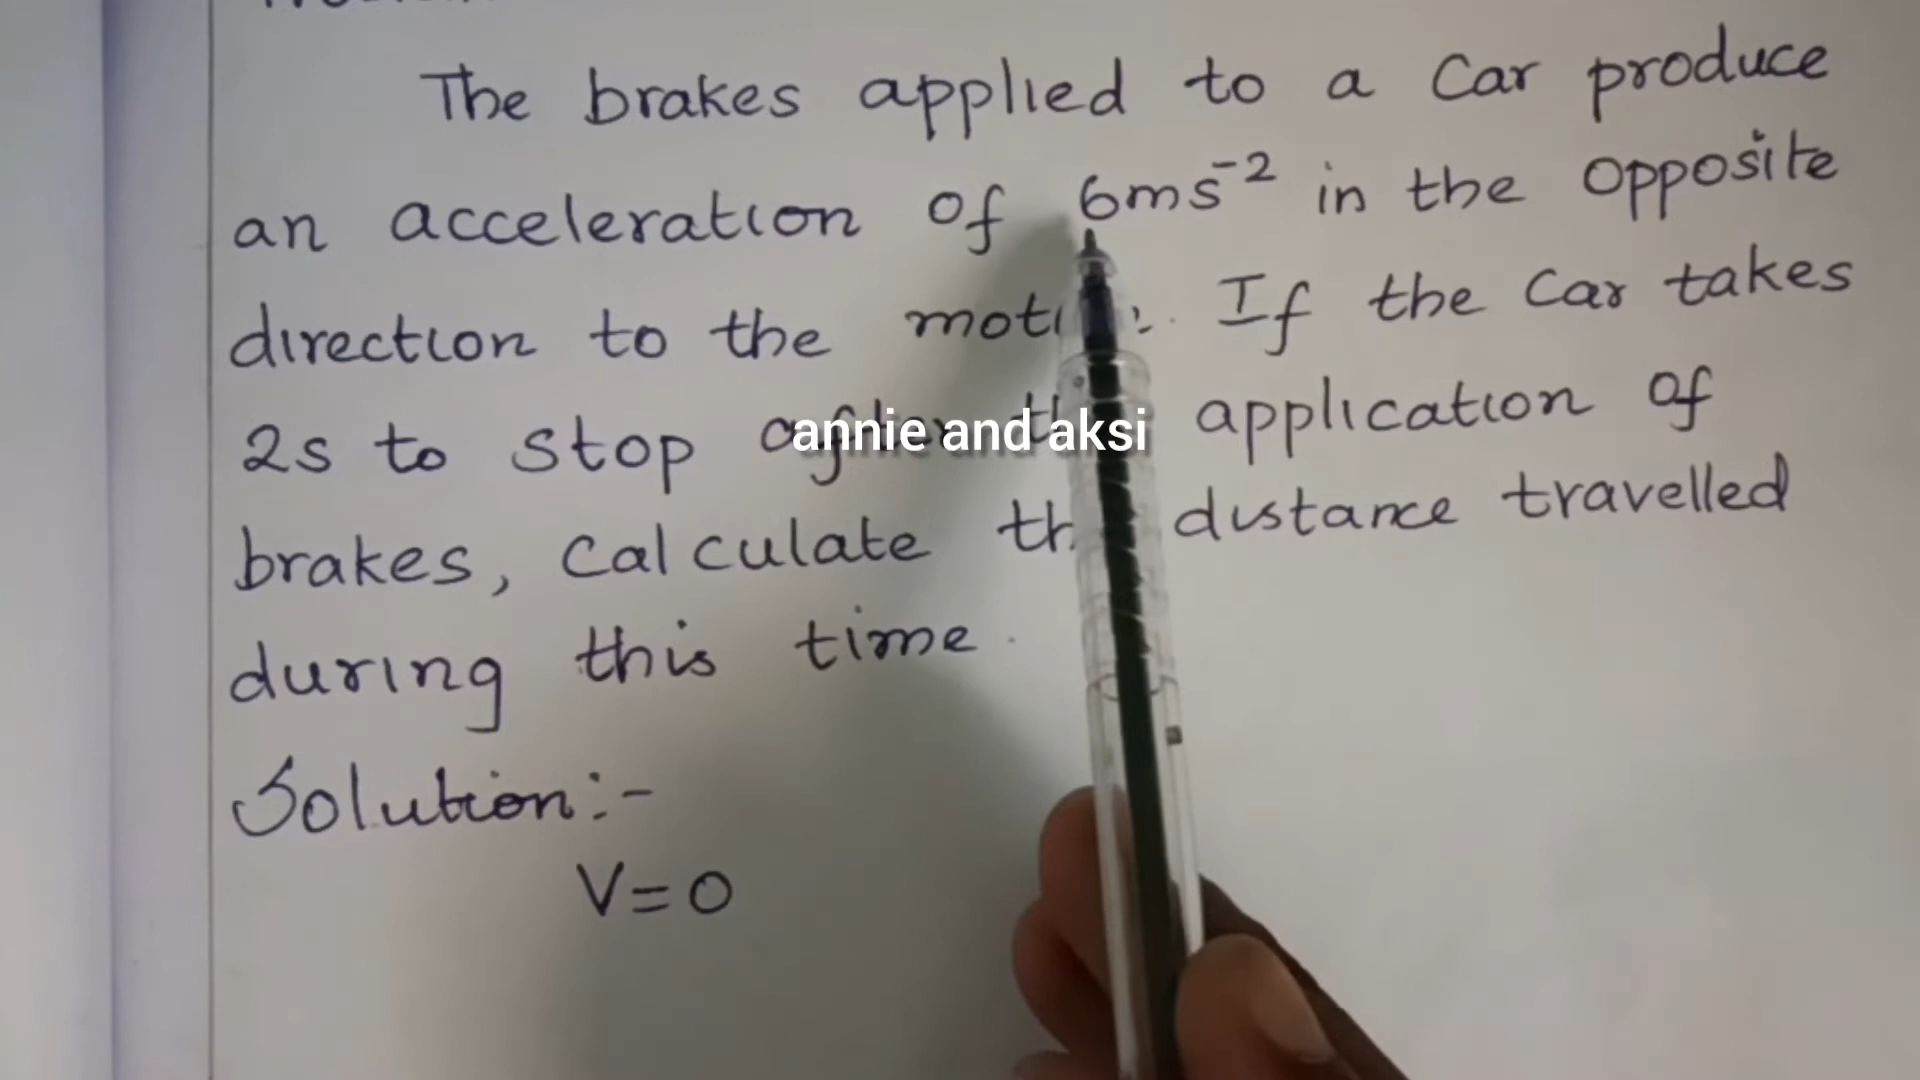 The brakes applied to a Car produce
an acceleration of 6ms⁻² in the opposite
direction to the If the Car takes
2s to stop application of
annie and aksi
brakes, Calculate distance travelled
during this time.
Solution:-
V=0